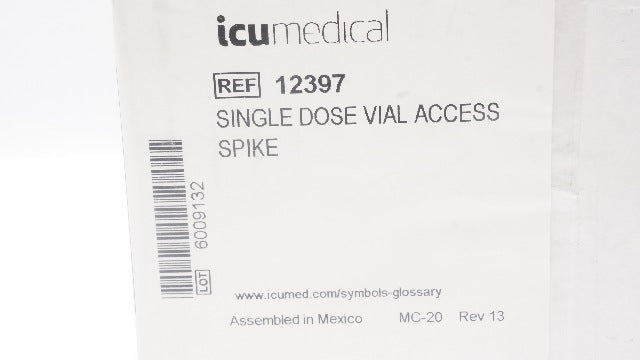 icumedical
REF 12397
SINGLE DOSE VIAL ACCESS
SPIKE
LOT 6009132
www.icumed.com/symbols-glossary
Assembled in Mexico MC-20 Rev 13